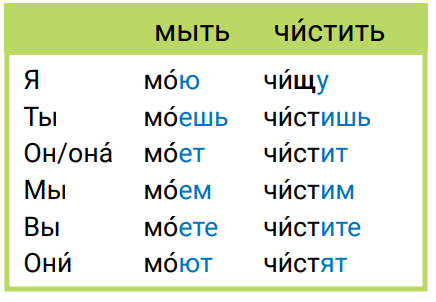 мыть чи́стить
Я мо́ю чи́щу
Ты мо́ешь чи́стишь
Он/она́ мо́ет чи́стит
Мы мо́ем чи́стим
Вы мо́ете чи́стите
Они́ мо́ют чи́стят